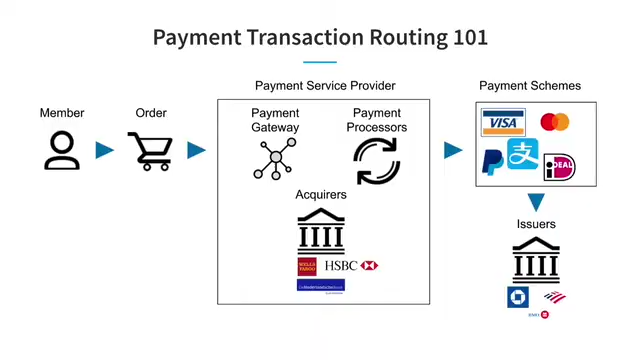 Payment Transaction Routing 101
Payment Service Provider
Payment Schemes
Member
Order
Payment
Gateway
Payment
Processors
VISA
iDEAL
Acquirers
WELLS
FARGO
HSBC
Issuers
BMO